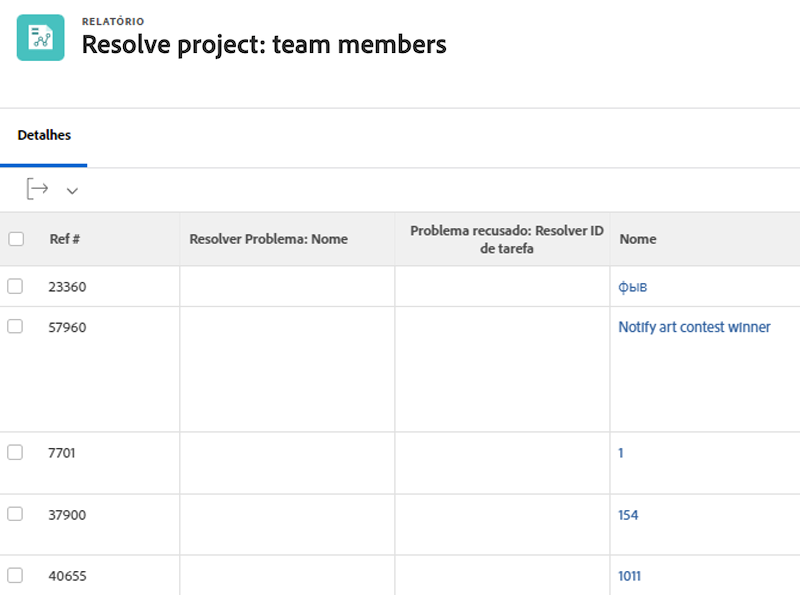 RELATÓRIO
Resolve project: team members
Detalhes
Ref # Resolver Problema: Nome Problema recusado: Resolver ID de tarefa Nome
23360 фыв
57960 Notify art contest winner
7701 1
37900 154
40655 1011